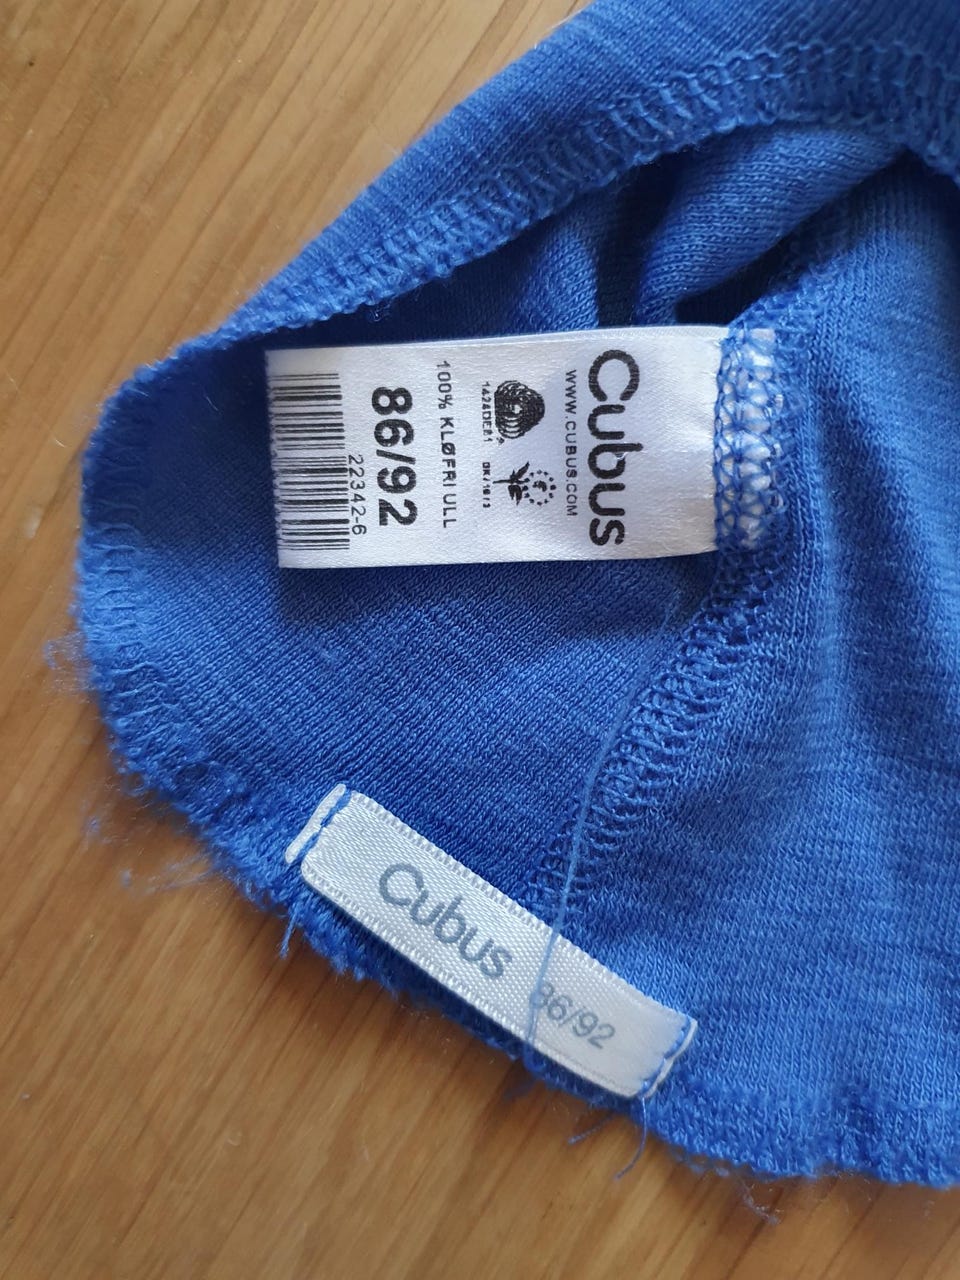 Cubus
WWW.CUBUS.COM
100% KLØFRI ULL
86/92
22342-6
Cubus 86/92